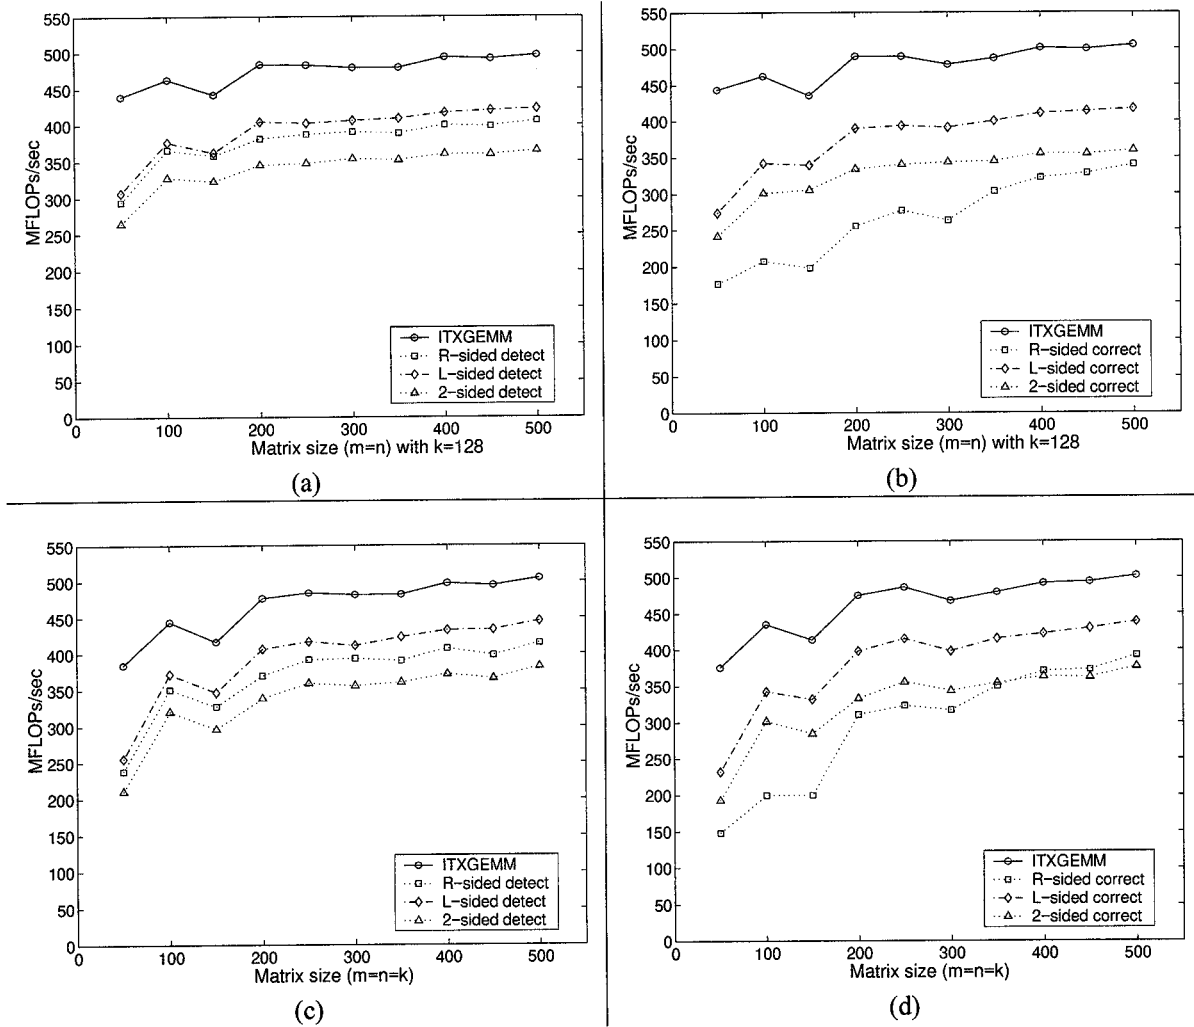 550
500
450
400
350
300
250
200
150
100
50
0
MFLOPs/sec
ITXGEMM
R-sided detect
L-sided detect
2-sided detect
0 100 200 300 400 500
Matrix size (m=n) with k=128
(a)
550
500
450
400
350
300
250
200
150
100
50
0
MFLOPs/sec
ITXGEMM
R-sided correct
L-sided correct
2-sided correct
0 100 200 300 400 500
Matrix size (m=n) with k=128
(b)
550
500
450
400
350
300
250
200
150
100
50
0
MFLOPs/sec
ITXGEMM
R-sided detect
L-sided detect
2-sided detect
0 100 200 300 400 500
Matrix size (m=n=k)
(c)
550
500
450
400
350
300
250
200
150
100
50
0
MFLOPs/sec
ITXGEMM
R-sided correct
L-sided correct
2-sided correct
0 100 200 300 400 500
Matrix size (m=n=k)
(d)